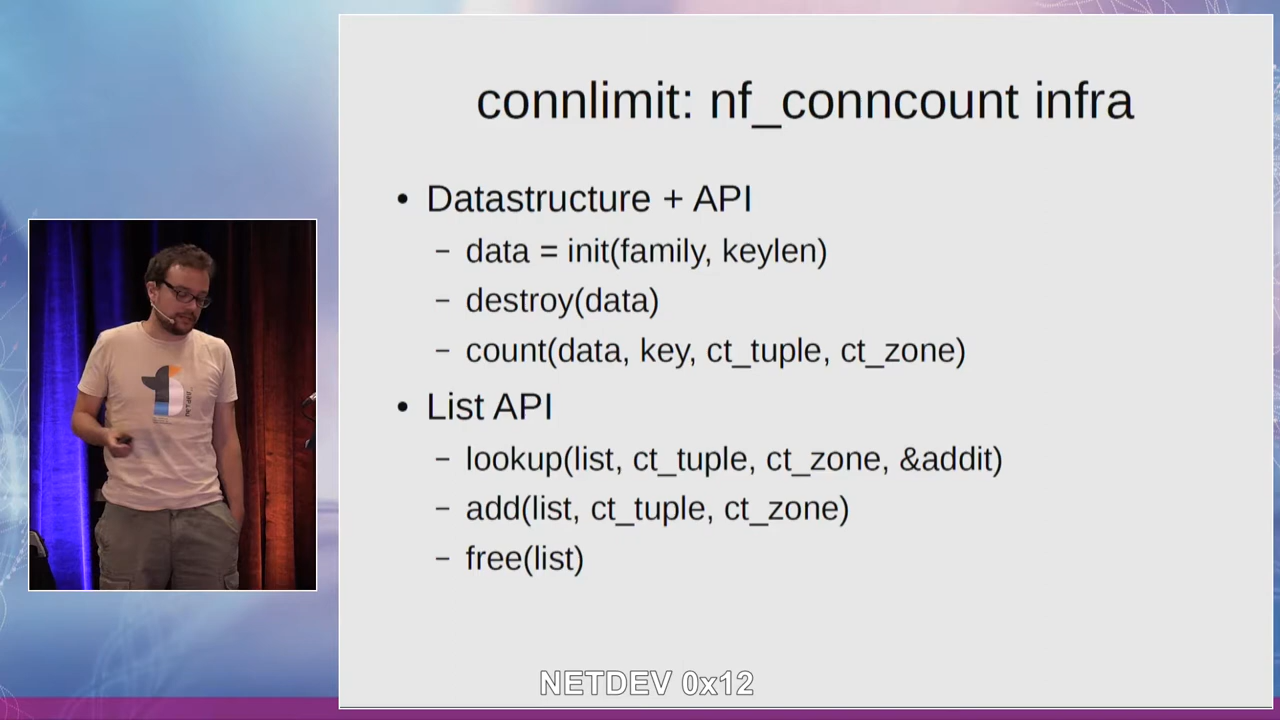 connlimit: nf_conncount infra
• Datastructure + API
– data = init(family, keylen)
– destroy(data)
– count(data, key, ct_tuple, ct_zone)
• List API
– lookup(list, ct_tuple, ct_zone, &addit)
– add(list, ct_tuple, ct_zone)
– free(list)
netdev
NETDEV 0x12